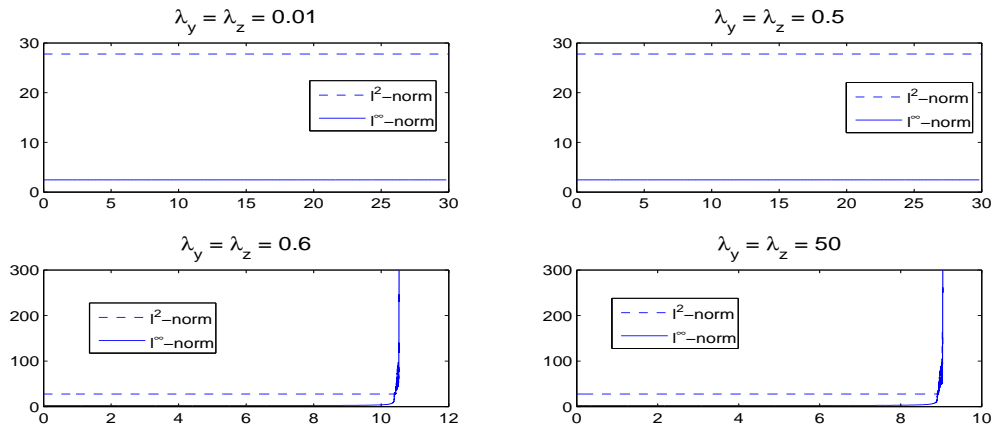 λy = λz = 0.01
30
20
10
0
0 5 10 15 20 25 30
l²−norm
l∞−norm
λy = λz = 0.5
30
20
10
0
0 5 10 15 20 25 30
l²−norm
l∞−norm
λy = λz = 0.6
300
200
100
0
0 2 4 6 8 10 12
l²−norm
l∞−norm
λy = λz = 50
300
200
100
0
0 2 4 6 8 10
l²−norm
l∞−norm